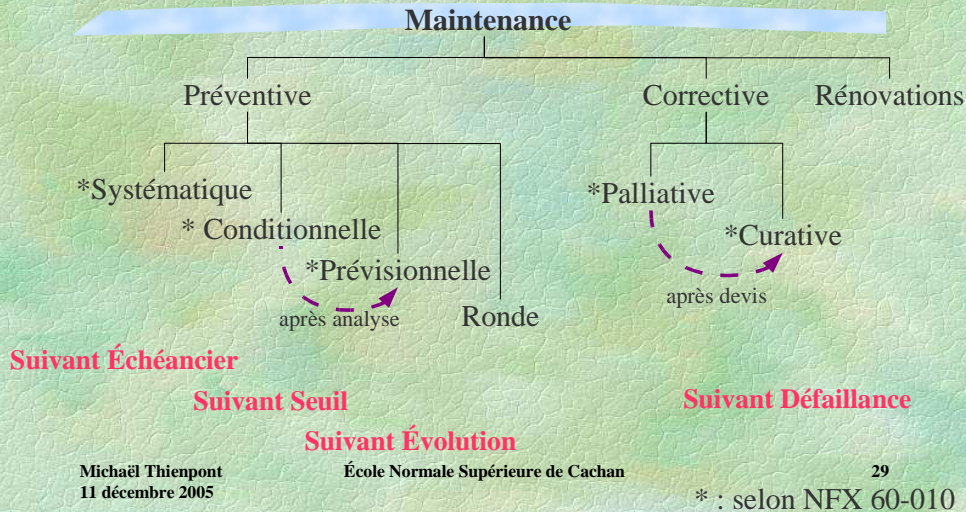 Maintenance
Préventive
Corrective
Rénovations
*Systématique
* Conditionnelle
*Prévisionnelle
Ronde
après analyse
*Palliative
*Curative
après devis
Suivant Échéancier
Suivant Seuil
Suivant Évolution
Suivant Défaillance
Michaël Thienpont
11 décembre 2005
École Normale Supérieure de Cachan
29
* : selon NFX 60-010